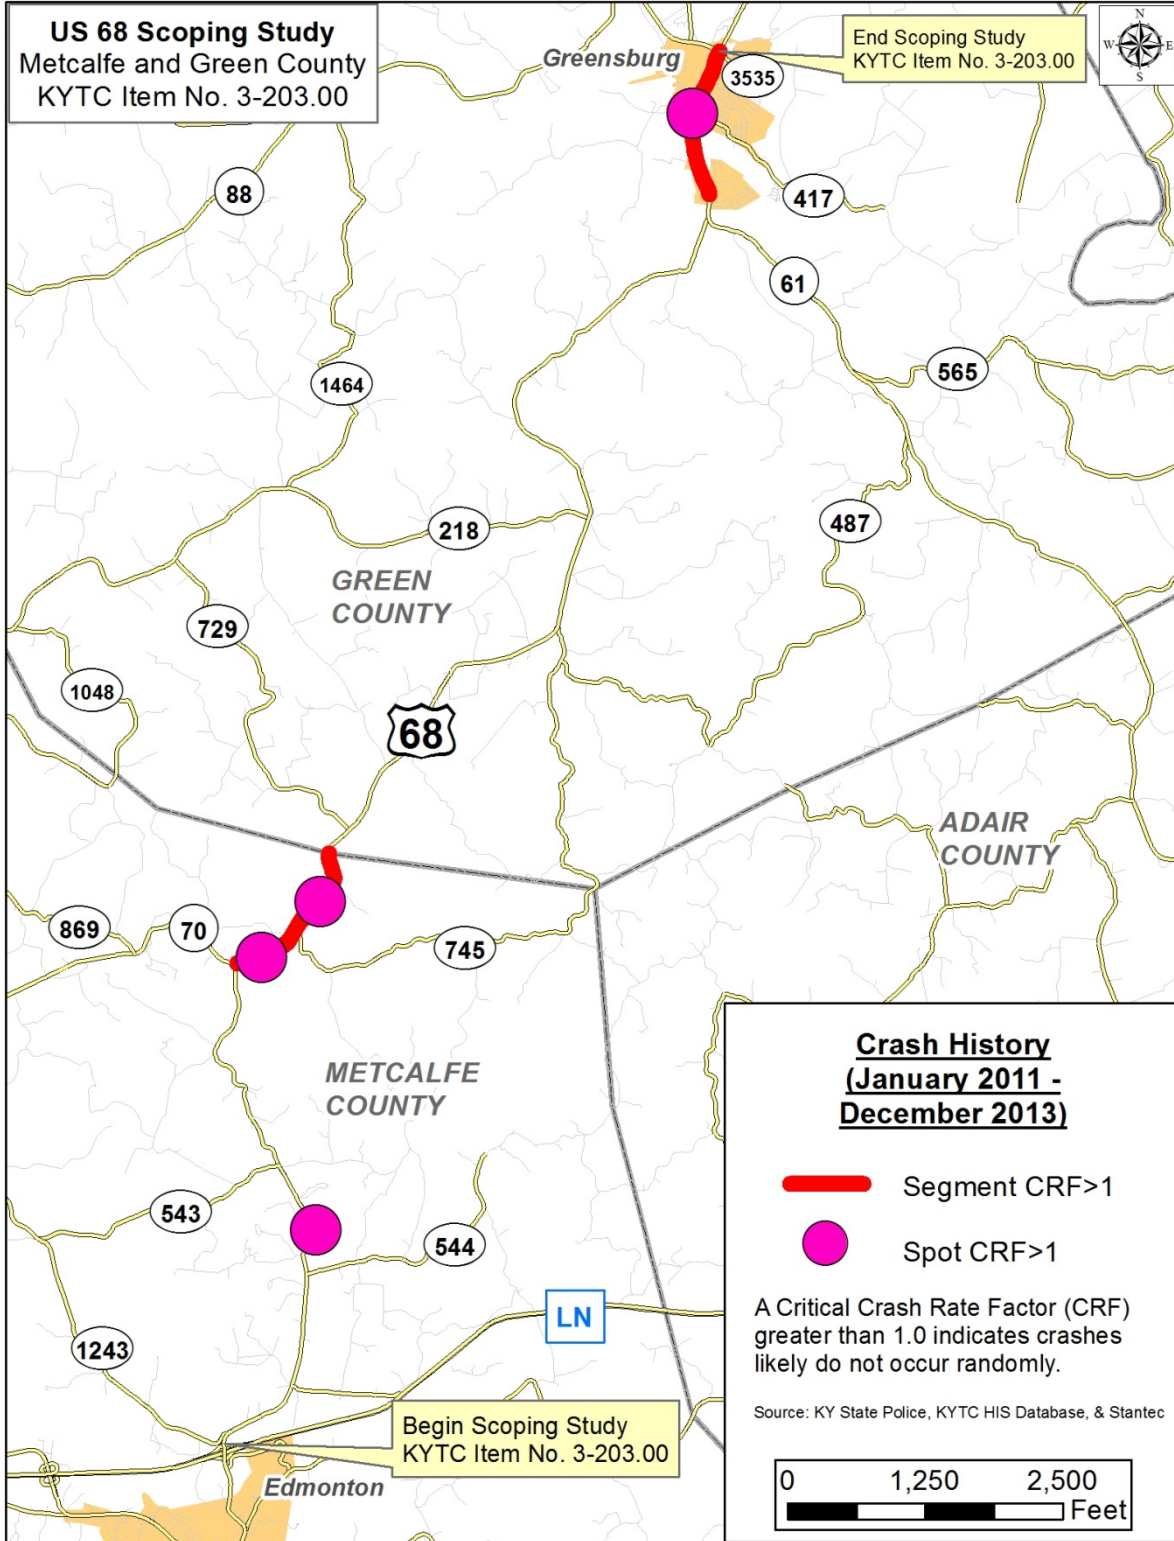 US 68 Scoping Study
Metcalfe and Green County
KYTC Item No. 3-203.00
Greensburg
End Scoping Study
KYTC Item No. 3-203.00
N
W
E
S
3535
88
417
61
1464
565
218
487
GREEN
COUNTY
729
1048
68
ADAIR
COUNTY
869
70
745
METCALFE
COUNTY
543
544
LN
1243
Begin Scoping Study
KYTC Item No. 3-203.00
Edmonton
Crash History
(January 2011 -
December 2013)
Segment CRF>1
Spot CRF>1
A Critical Crash Rate Factor (CRF)
greater than 1.0 indicates crashes
likely do not occur randomly.
Source: KY State Police, KYTC HIS Database, & Stantec
0 1,250 2,500
Feet